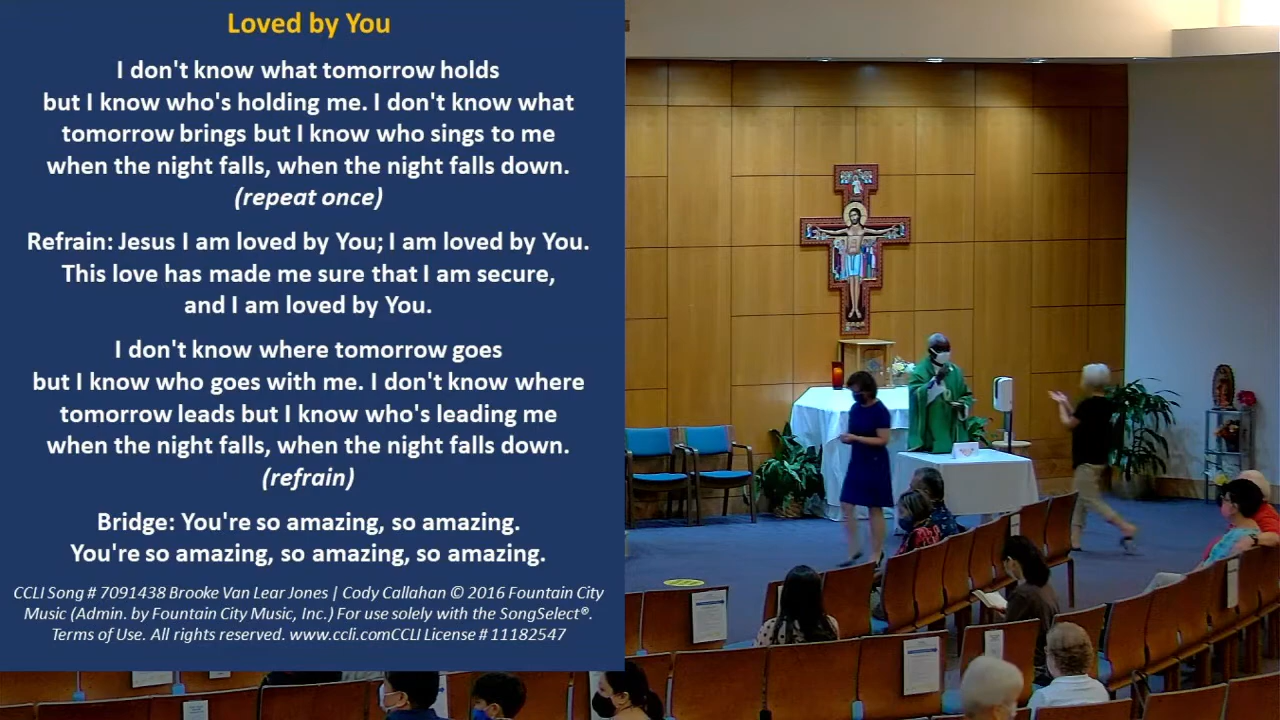 Loved by You
I don't know what tomorrow holds
but I know who's holding me. I don't know what
tomorrow brings but I know who sings to me
when the night falls, when the night falls down.
(repeat once)
Refrain: Jesus I am loved by You; I am loved by You.
This love has made me sure that I am secure,
and I am loved by You.
I don't know where tomorrow goes
but I know who goes with me. I don't know where
tomorrow leads but I know who's leading me
when the night falls, when the night falls down.
(refrain)
Bridge: You're so amazing, so amazing.
You're so amazing, so amazing, so amazing.
CCLI Song # 7091438 Brooke Van Lear Jones | Cody Callahan © 2016 Fountain City
Music (Admin. by Fountain City Music, Inc.) For use solely with the SongSelect®.
Terms of Use. All rights reserved. www.ccli.comCCLI License # 11182547